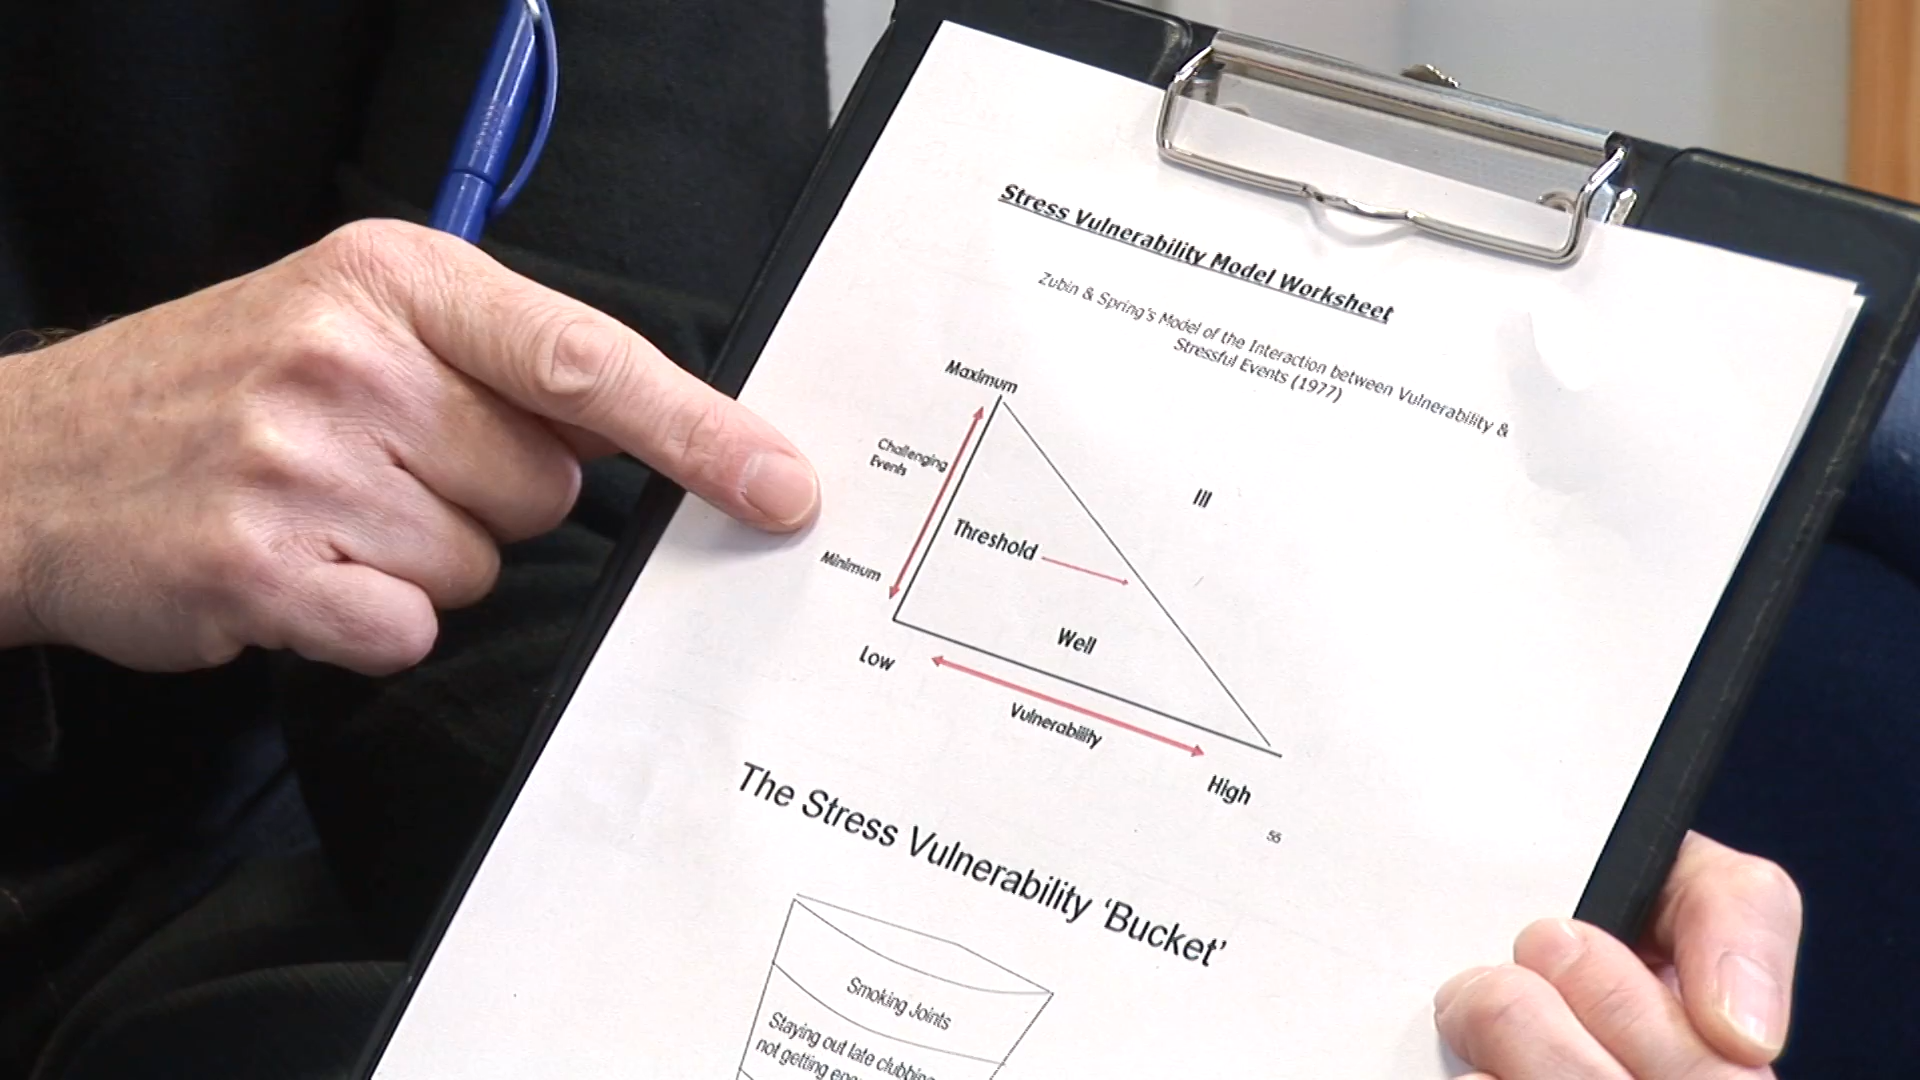 Stress Vulnerability Model Worksheet
Zubin & Spring's Model of the Interaction between Vulnerability &
Stressful Events (1977)
Maximum
Challenging
Events
Ill
Threshold
Minimum
Well
Low
Vulnerability
High
55
The Stress Vulnerability 'Bucket'
Smoking Joints
Staying out late clubbing
not getting